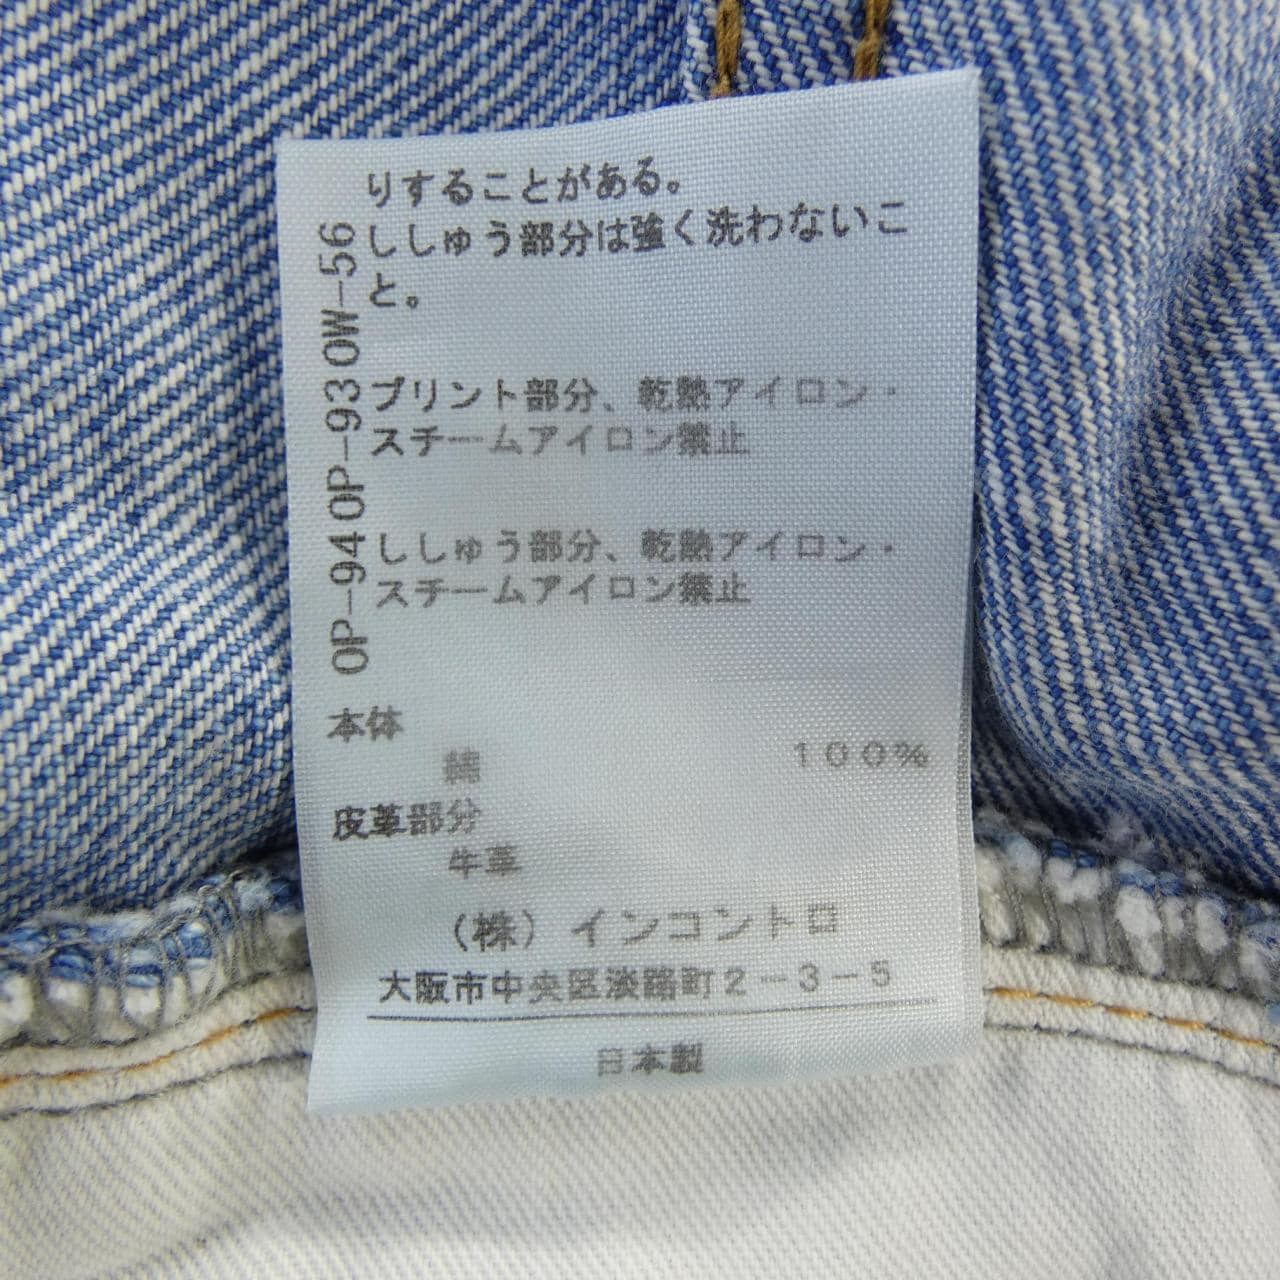 りすることがある。
ししゅう部分は強く洗わないこ
と。
プリント部分、乾熱アイロン・
スチームアイロン禁止
ししゅう部分、乾熱アイロン・
スチームアイロン禁止
OP-94OP-93OW-56
本体
綿 100%
皮革部分
牛革
(株)インコントロ
大阪市中央区淡路町2-3-5
日本製